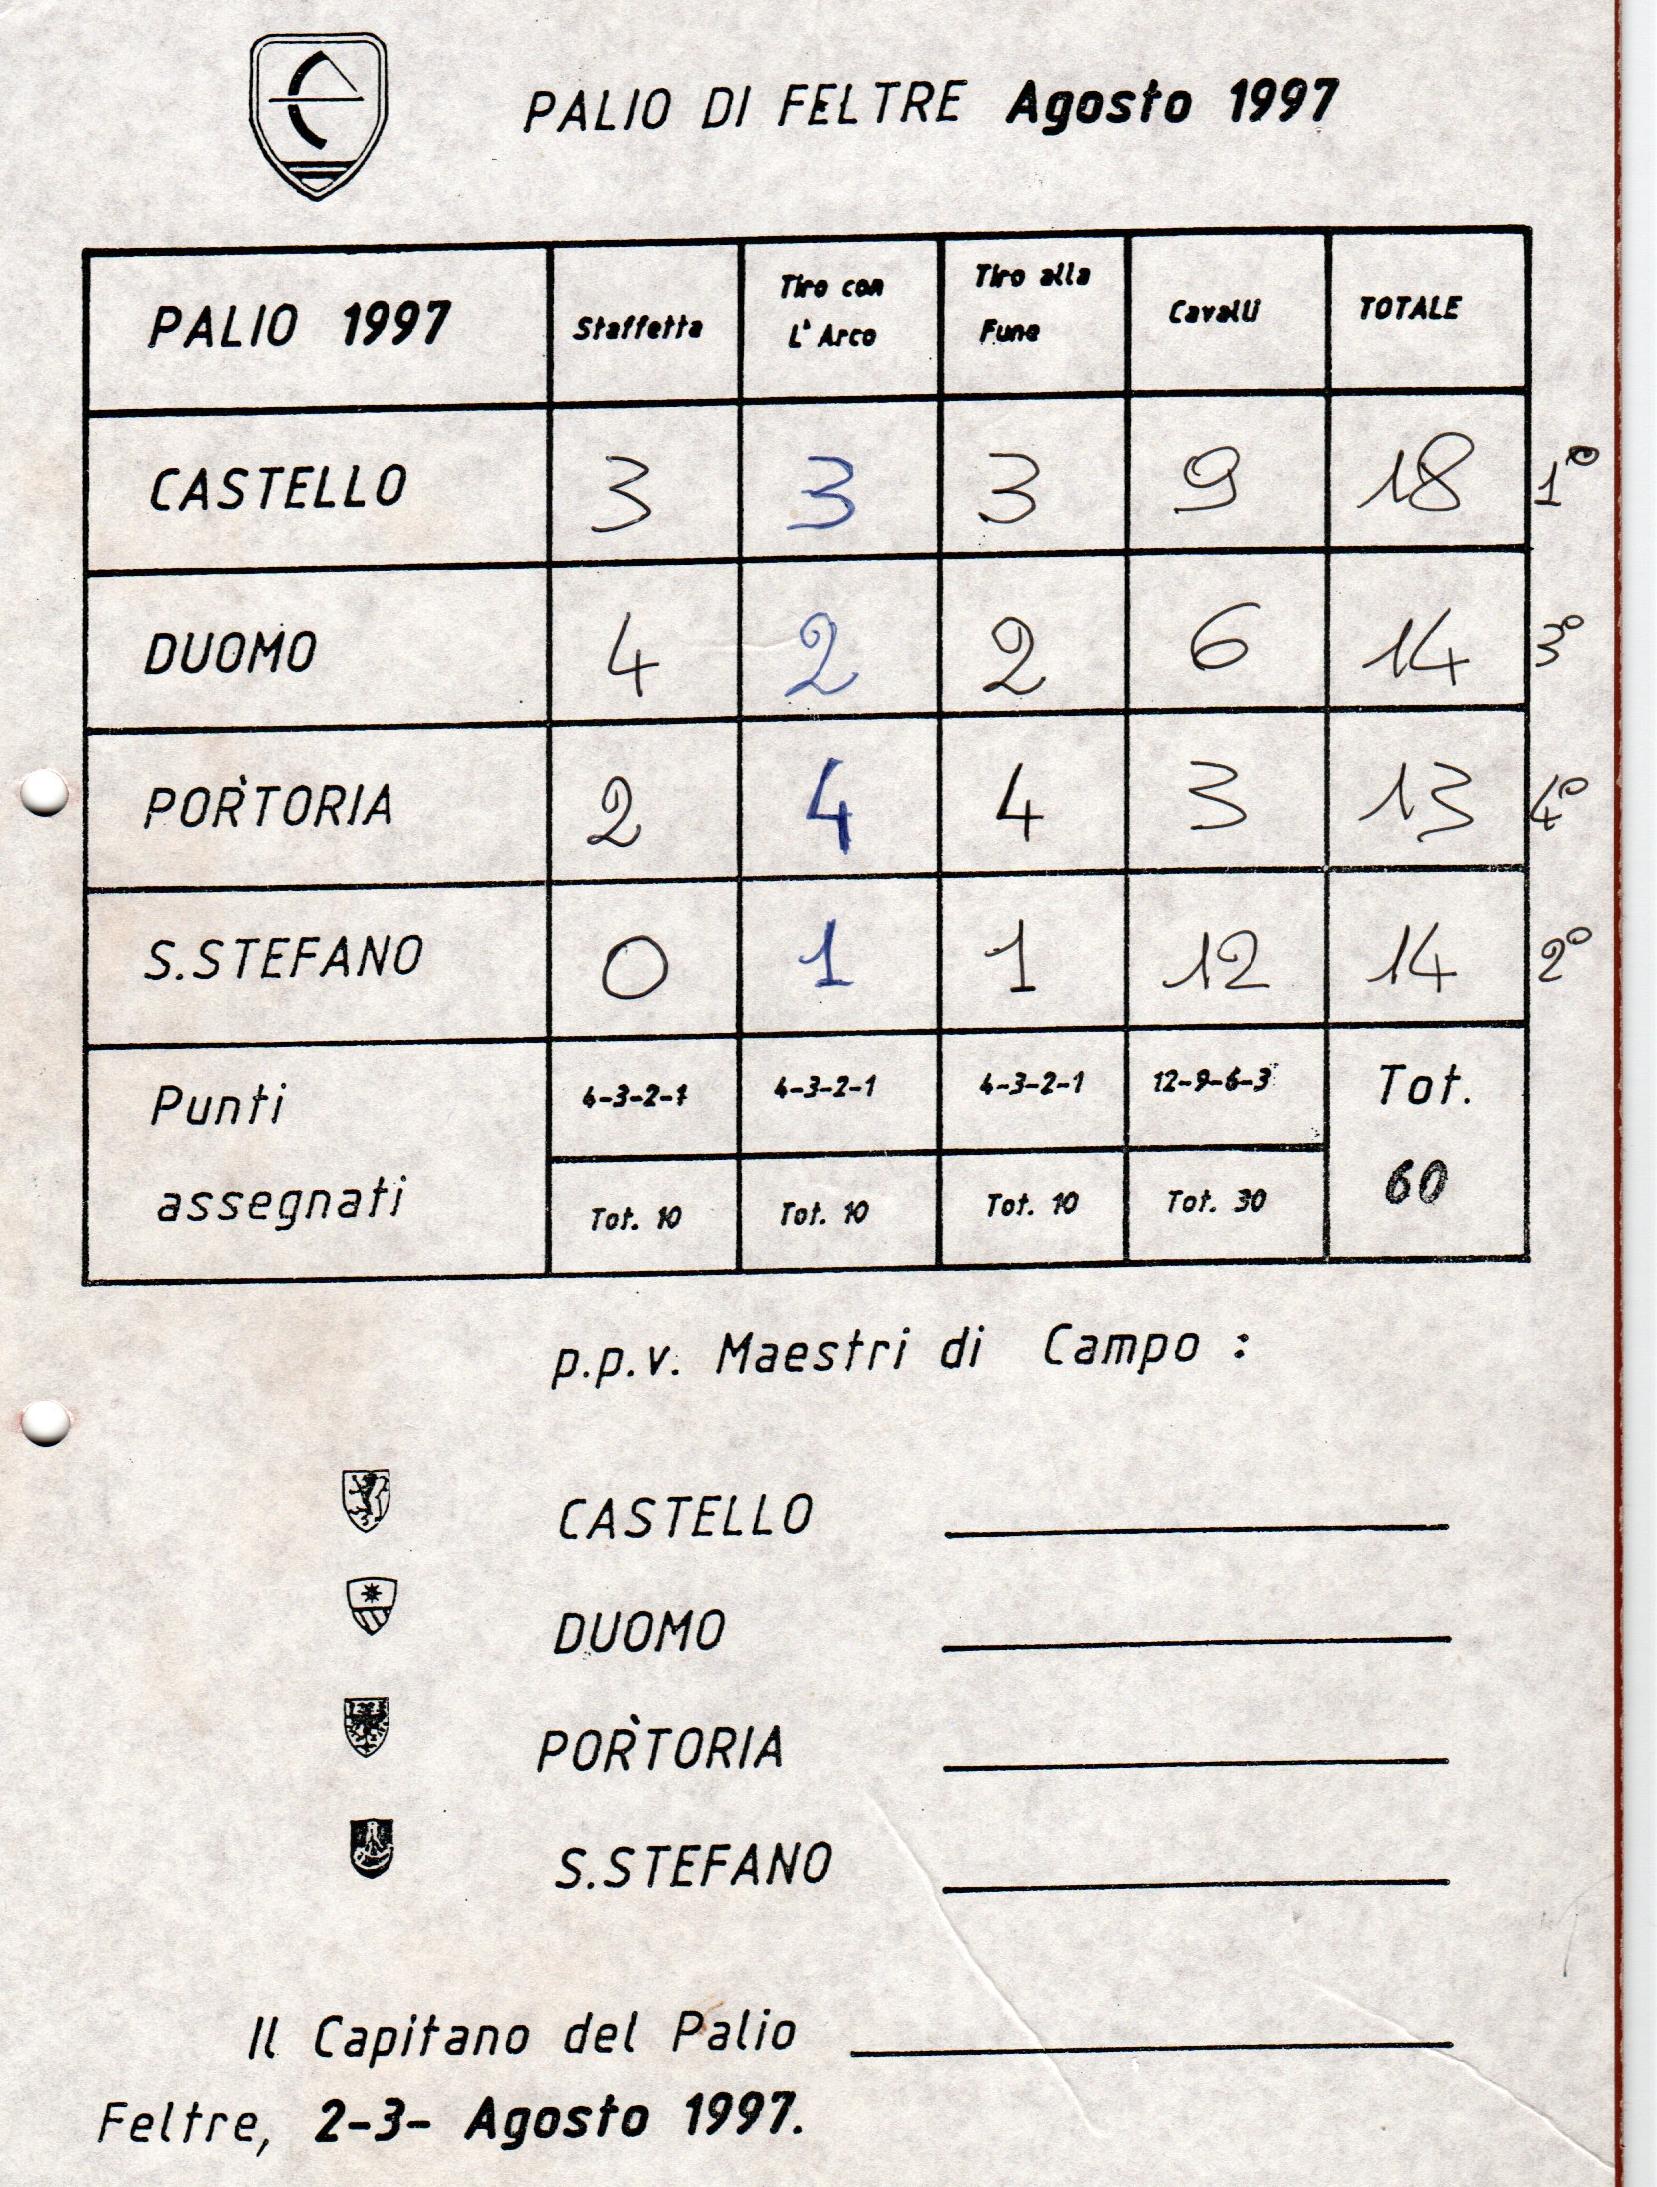 PALIO DI FELTRE Agosto 1997
PALIO 1997 Staffetta Tiro con L' Arco Tiro alla Fune Cavalli TOTALE
CASTELLO 3 3 3 9 18 1°
DUOMO 4 2 2 6 14 3°
PORTORIA 2 4 4 3 13 4°
S.STEFANO 0 1 1 12 14 2°
Punti 4-3-2-1 4-3-2-1 4-3-2-1 12-9-6-3 Tot.
assegnati Tot. 10 Tot. 10 Tot. 10 Tot. 30 60
p.p.v. Maestri di Campo :
CASTELLO
DUOMO
PORTORIA
S.STEFANO
Il Capitano del Palio
Feltre, 2-3- Agosto 1997.